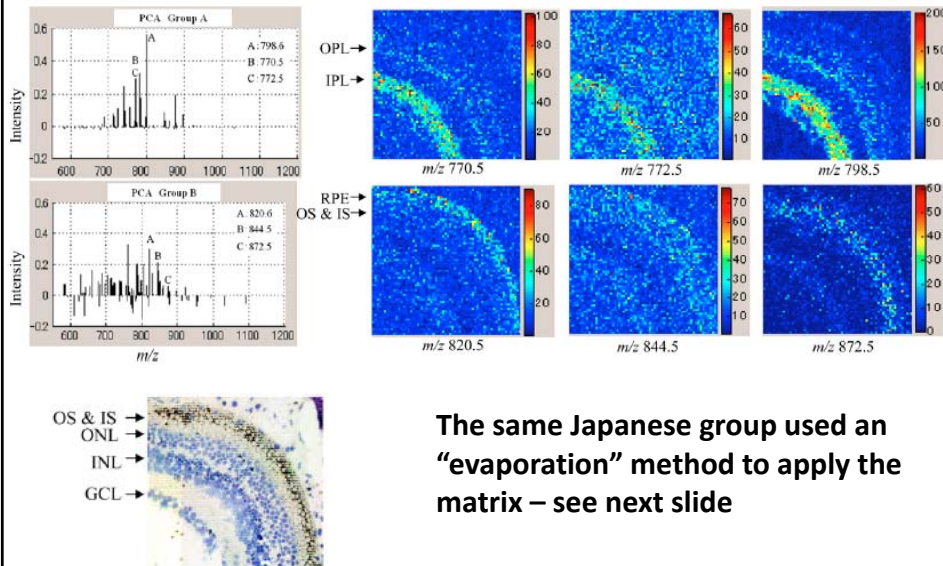 PCA Group A
0.6
0.4
0.2
0
-0.2
Intensity
A
B
C
A: 798.6
B: 770.5
C: 772.5
600 800 900 1000 1100 1200
PCA Group B
0.6
0.4
0.2
0
-0.2
Intensity
A
B
C
A: 820.6
B: 844.5
C: 872.5
600 700 800 900 1000 1100 1200
m/z
OPL
IPL
100
80
60
40
20
m/z 770.5
60
50
40
30
20
10
m/z 772.5
200
150
100
50
m/z 798.5
RPE
OS & IS
80
60
40
20
m/z 820.5
70
60
50
40
30
20
10
m/z 844.5
60
50
40
30
20
10
0
m/z 872.5
OS & IS
ONL
INL
GCL
The same Japanese group used an
“evaporation” method to apply the
matrix – see next slide